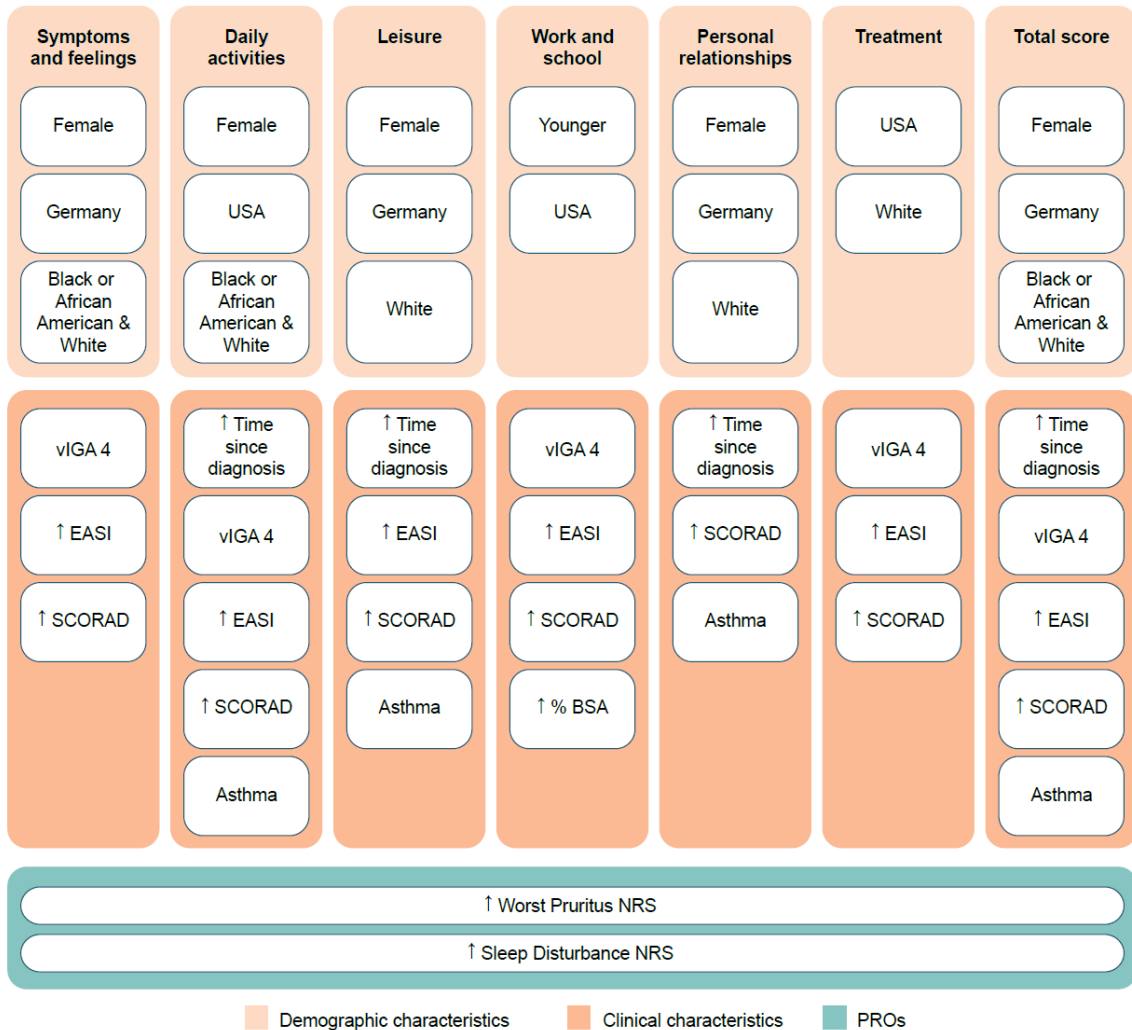 Symptoms
and feelings
Daily
activities
Leisure
Work and
school
Personal
relationships
Treatment
Total score
Female
Female
Female
Younger
Female
USA
Female
Germany
USA
Germany
USA
Germany
White
Germany
Black or
African
American &
White
Black or
African
American &
White
White
White
Black or
African
American &
White
vIGA 4
↑ Time
since
diagnosis
↑ Time
since
diagnosis
vIGA 4
↑ Time
since
diagnosis
vIGA 4
↑ Time
since
diagnosis
↑ EASI
vIGA 4
↑ EASI
↑ EASI
↑ SCORAD
↑ EASI
vIGA 4
↑ SCORAD
↑ EASI
↑ SCORAD
↑ SCORAD
Asthma
↑ SCORAD
↑ EASI
↑ SCORAD
Asthma
↑ % BSA
↑ SCORAD
Asthma
Asthma
↑ Worst Pruritus NRS
↑ Sleep Disturbance NRS
Demographic characteristics
Clinical characteristics
PROs